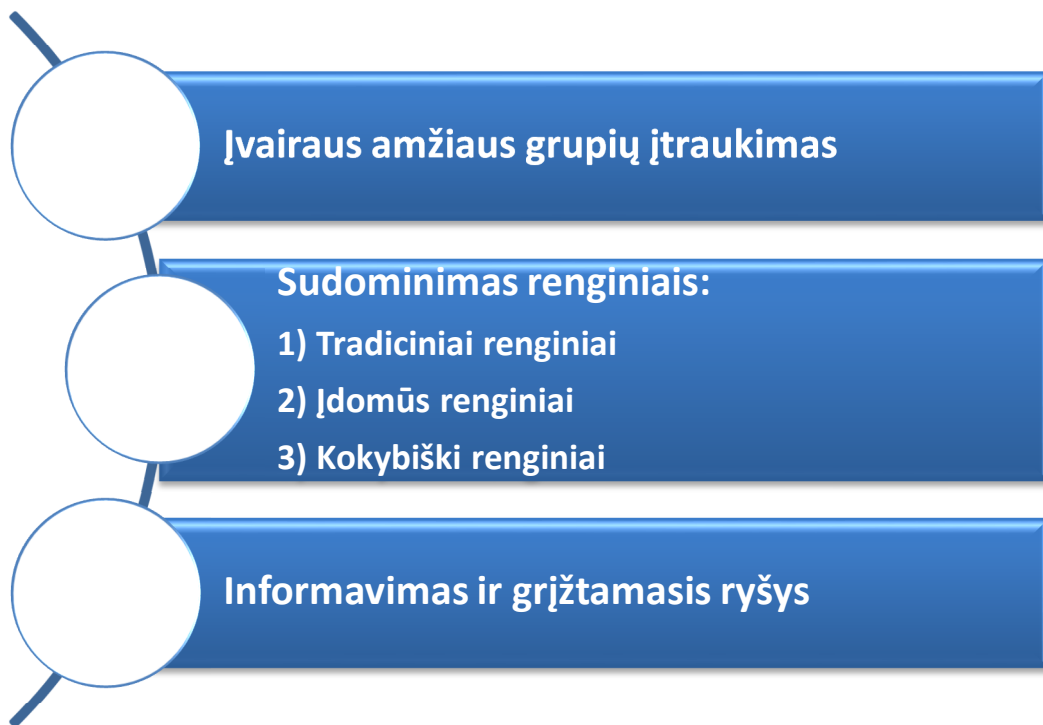 Įvairaus amžiaus grupių įtraukimas
Sudominimas renginiais:
1) Tradiciniai renginiai
2) Įdomūs renginiai
3) Kokybiški renginiai
Informavimas ir grįžtamasis ryšys